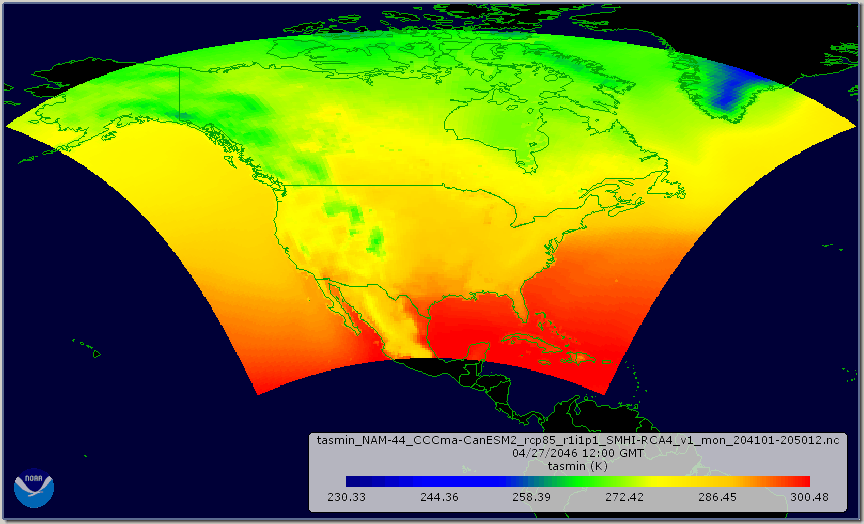 tasmin_NAM-44_CCCma-CanESM2_rcp85_r1i1p1_SMHI-RCA4_v1_mon_204101-205012.nc
04/27/2046 12:00 GMT
tasmin (K)
230.33 244.36 258.39 272.42 286.45 300.48
NOAA